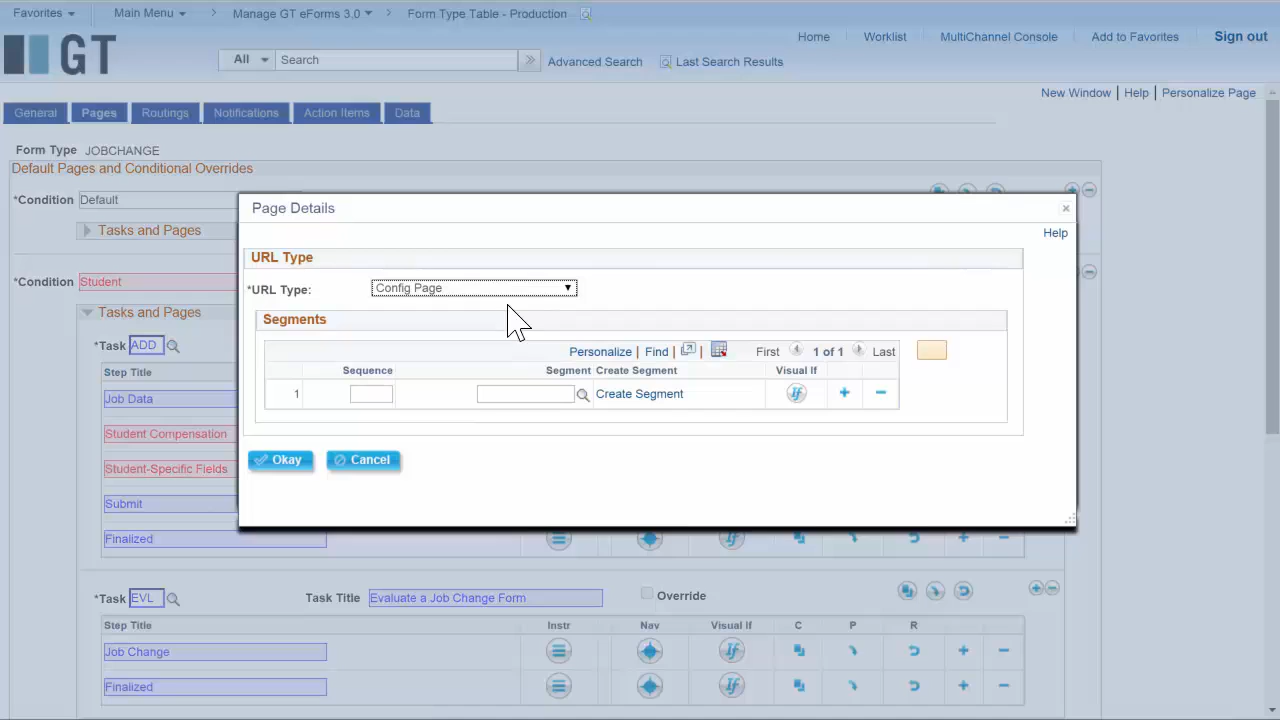 Favorites Main Menu > Manage GT eForms 3.0 > Form Type Table - Production
GT
All Search >> Advanced Search Last Search Results
Home Worklist MultiChannel Console Add to Favorites Sign out
New Window | Help | Personalize Page
General Pages Routings Notifications Action Items Data
Form Type JOBCHANGE
Default Pages and Conditional Overrides
*Condition Default
Tasks and Pages
*Condition Student
Tasks and Pages
*Task ADD
Step Title
Job Data
Student Compensation
Student-Specific Fields
Submit
Finalized If
Page Details ×
Help
URL Type
*URL Type: Config Page
Segments
Personalize | Find | | First 1 of 1 Last
Sequence Segment Create Segment Visual If
1 Create Segment If + −
Okay Cancel
*Task EVL Task Title Evaluate a Job Change Form Override
Step Title Instr Nav Visual If C P R
Job Change If + −
Finalized If + −